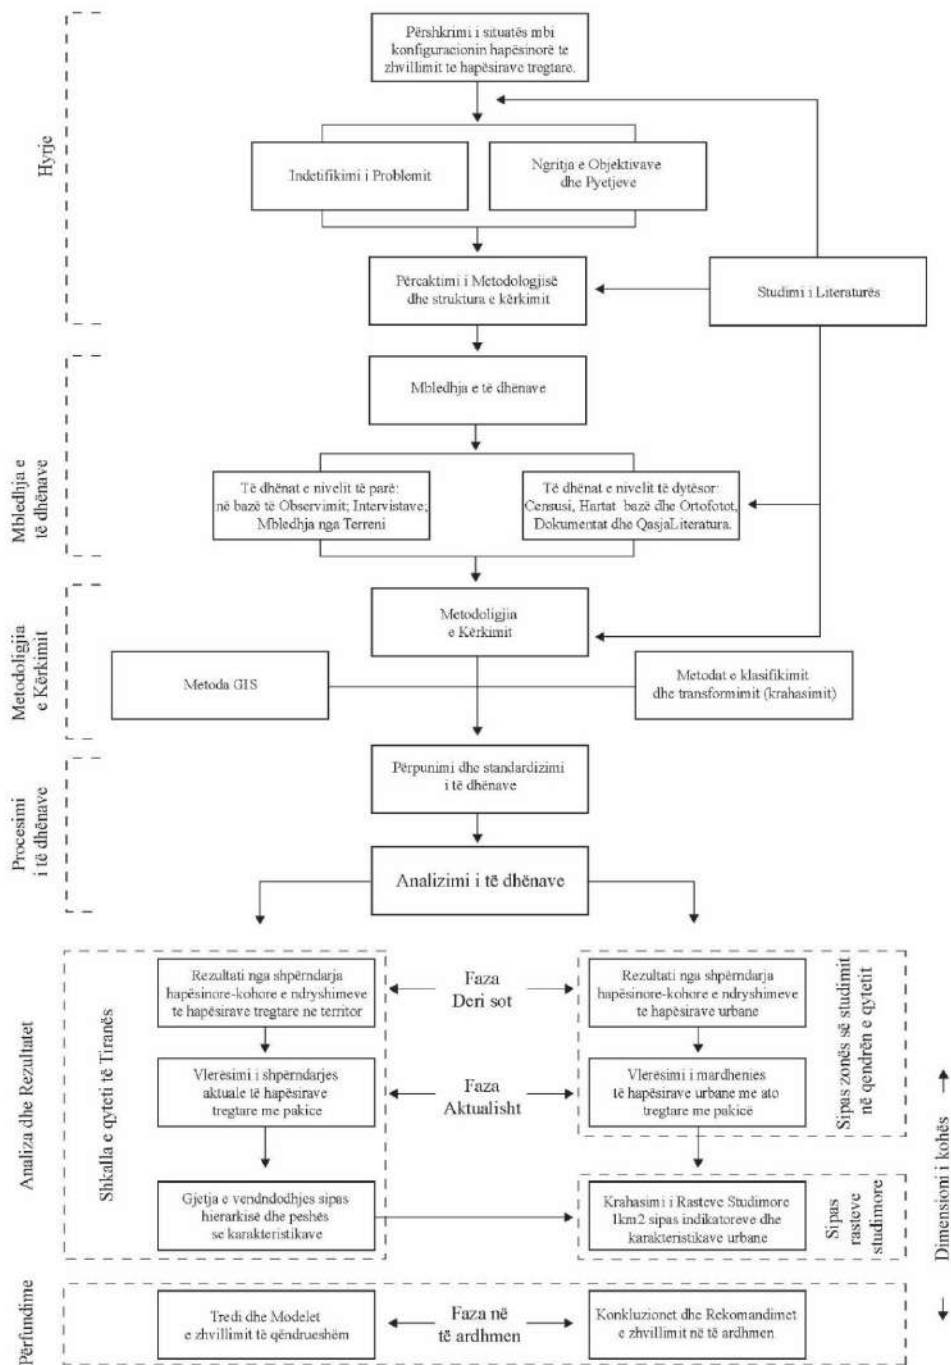 Hyrje
Përshkrimi i situatës mbi
konfiguracionin hapësinorë te
zhvillimit te hapësirave tregtare.
Indetifikimi i Problemit
Ngritja e Objektivave
dhe Pyetjeve
Përcaktimi i Metodologjisë
dhe struktura e kërkimit
Studimi i Literaturës
Mbledhja e
të dhënave
Mbledhja e të dhënave
Të dhënat e nivelit të parë:
në bazë të Observimit; Intervistave;
Mbledhja nga Terreni
Të dhënat e nivelit të dytësor:
Censusi, Hartat bazë dhe Ortofotot,
Dokumentat dhe QasjaLiteratura.
Metodoligjia
e Kërkimit
Metodoligjia
e Kërkimit
Metoda GIS
Metodat e klasifikimit
dhe transformimit (krahasimit)
Procesimi
i të dhënave
Përpunimi dhe standardizimi
i të dhënave
Analizimi i të dhënave
Analiza dhe Rezultatet
Shkalla e qyteti të Tiranës
Rezultati nga shpërndarja
hapësinore-kohore e ndryshimeve
te hapësirave tregtare ne territor
Faza
Deri sot
Rezultati nga shpërndarja
hapësinore-kohore e ndryshimeve
te hapësirave urbane
Sipas zonës së studimit
në qendrën e qytetit
Vlerësimi i shpërndarjes
aktuale të hapësirave
tregtare me pakice
Faza
Aktualisht
Vlerësimi i mardhenies
të hapësirave urbane me ato
tregtare me pakicë
Gjetja e vendndodhjes sipas
hierarkisë dhe peshës
se karakteristikave
Krahasimi i Rasteve Studimore
1km2 sipas indikatoreve dhe
karakteristikave urbane
Sipas
rasteve
studimore
Dimensioni i kohës
Përfundime
Tredi dhe Modelet
e zhvillimit të qëndrueshëm
Faza në
të ardhmen
Konkluzionet dhe Rekomandimet
e zhvillimit në të ardhmen